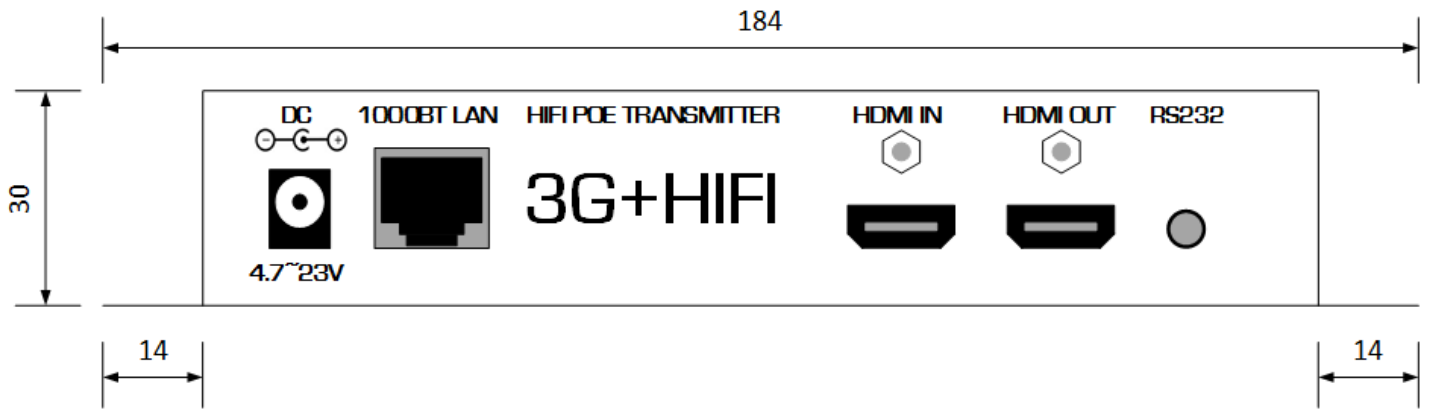 184
DC 1000BT LAN HIFI POE TRANSMITTER HDMI IN HDMI OUT RS232
- +
30
3G+HIFI
4.7~23V
14 14